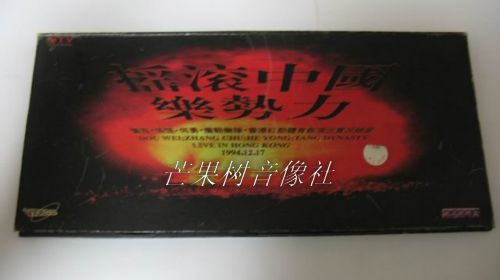 搖滾中國
樂勢力
DOU WEI;ZHANG CHU;HE YONG;TANG DYNASTY
LIVE IN HONG KONG
1994.12.17
芒果树音像社